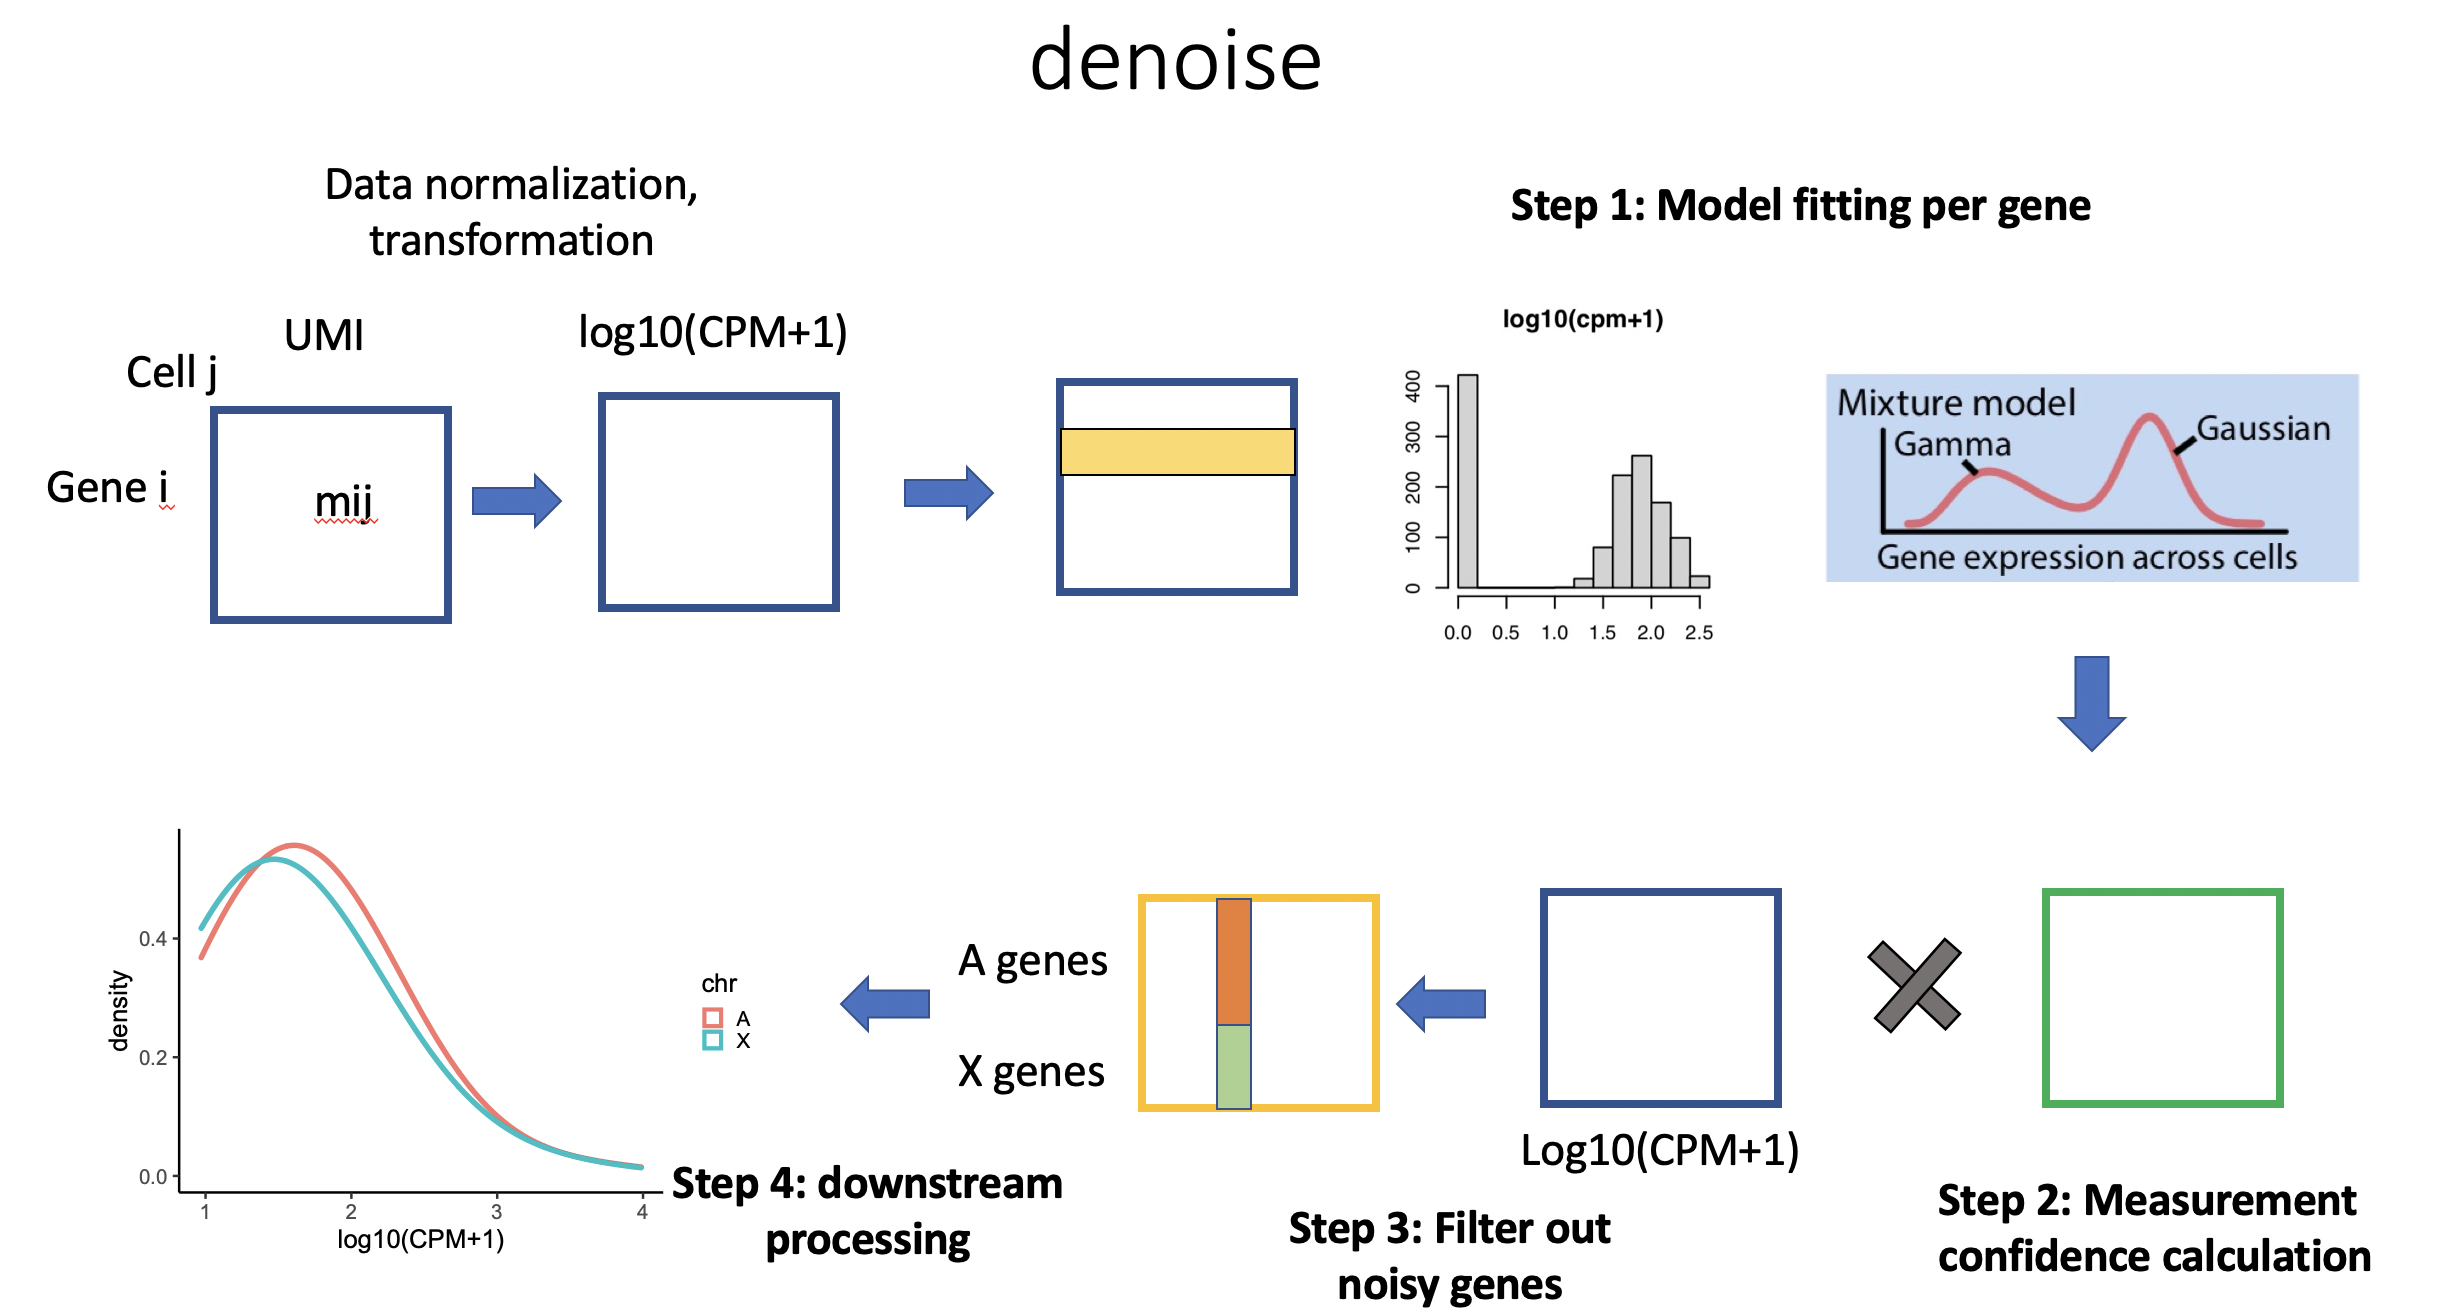 denoise
Data normalization,
transformation
Step 1: Model fitting per gene
UMI
log10(CPM+1)
Cell j
Gene i
mij
log10(cpm+1)
400
300
200
100
0
0.0 0.5 1.0 1.5 2.0 2.5
Mixture model
Gamma
Gaussian
Gene expression across cells
density
0.4
0.2
0.0
1 2 3 4
log10(CPM+1)
chr
A
X
Step 4: downstream
processing
A genes
X genes
Log10(CPM+1)
Step 3: Filter out
noisy genes
Step 2: Measurement
confidence calculation